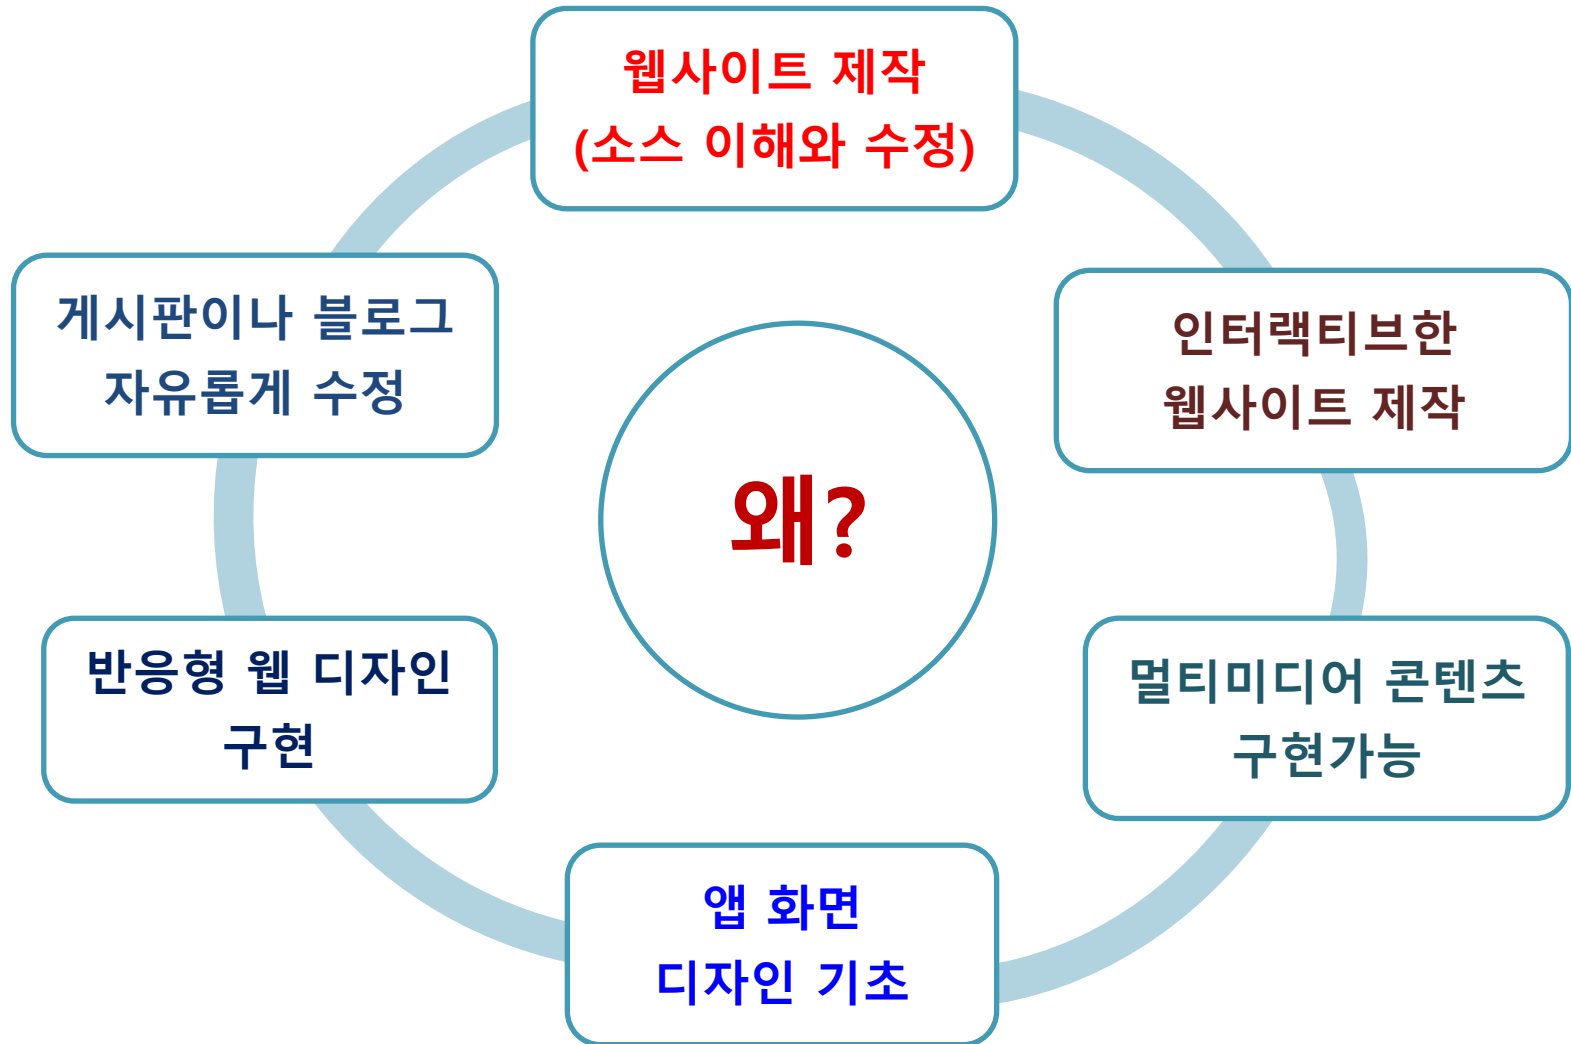 웹사이트 제작
(소스 이해와 수정)
게시판이나 블로그
자유롭게 수정
인터랙티브한
웹사이트 제작
왜?
반응형 웹 디자인
구현
멀티미디어 콘텐츠
구현가능
앱 화면
디자인 기초